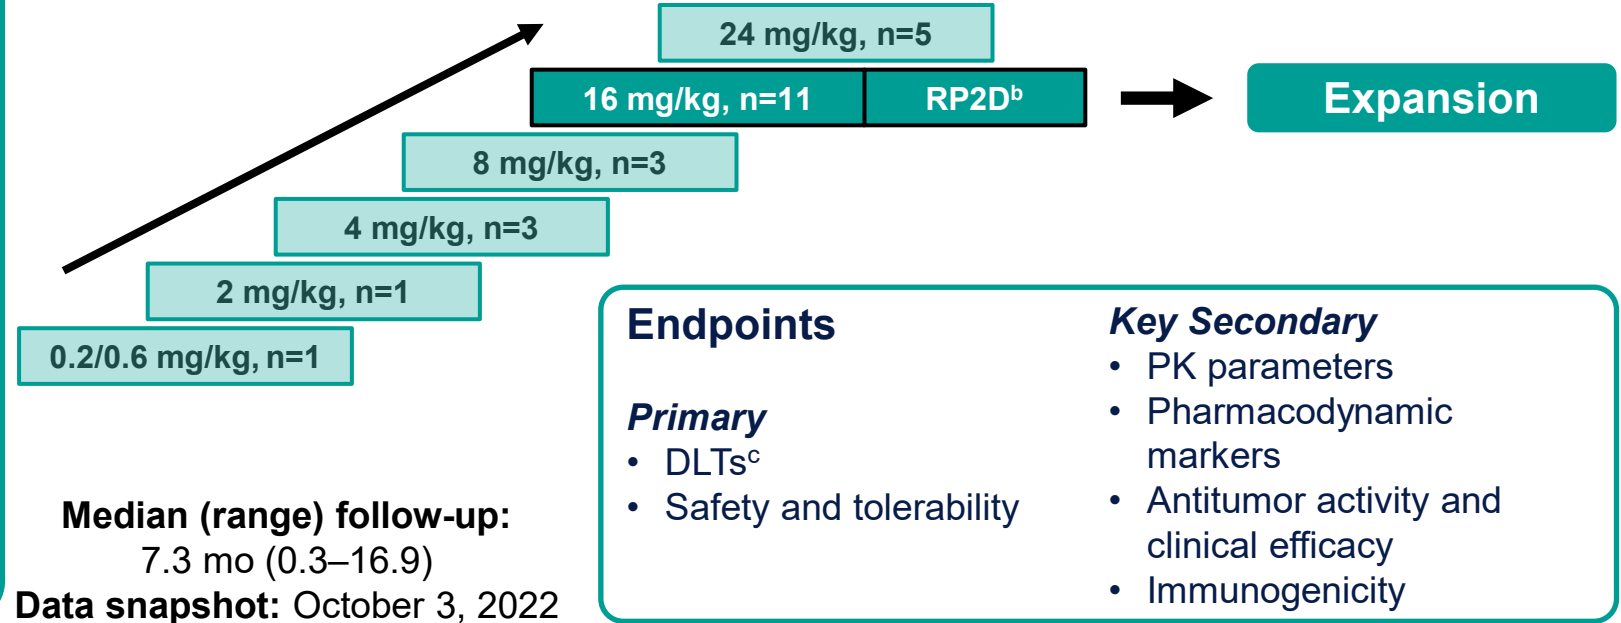 24 mg/kg, n=5
16 mg/kg, n=11
RP2Dᵇ
Expansion
8 mg/kg, n=3
4 mg/kg, n=3
2 mg/kg, n=1
0.2/0.6 mg/kg, n=1
Endpoints
Primary
• DLTsᶜ
• Safety and tolerability
Key Secondary
• PK parameters
• Pharmacodynamic
markers
• Antitumor activity and
clinical efficacy
• Immunogenicity
Median (range) follow-up:
7.3 mo (0.3–16.9)
Data snapshot: October 3, 2022